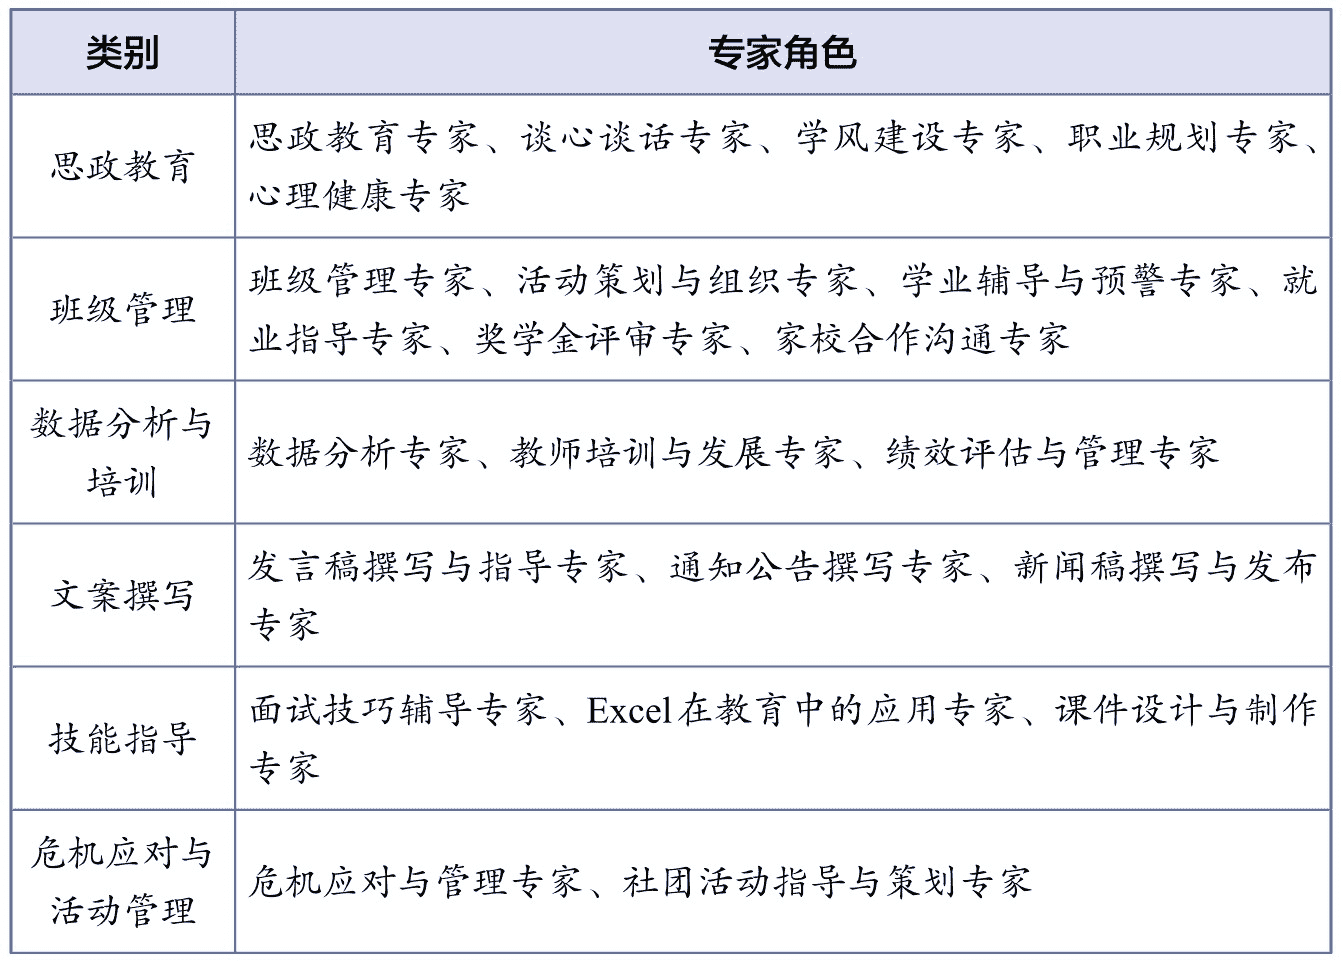 类别
专家角色
思政教育
思政教育专家、谈心谈话专家、学风建设专家、职业规划专家、
心理健康专家
班级管理
班级管理专家、活动策划与组织专家、学业辅导与预警专家、就
业指导专家、奖学金评审专家、家校合作沟通专家
数据分析与
培训
数据分析专家、教师培训与发展专家、绩效评估与管理专家
文案撰写
发言稿撰写与指导专家、通知公告撰写专家、新闻稿撰写与发布
专家
技能指导
面试技巧辅导专家、Excel在教育中的应用专家、课件设计与制作
专家
危机应对与
活动管理
危机应对与管理专家、社团活动指导与策划专家